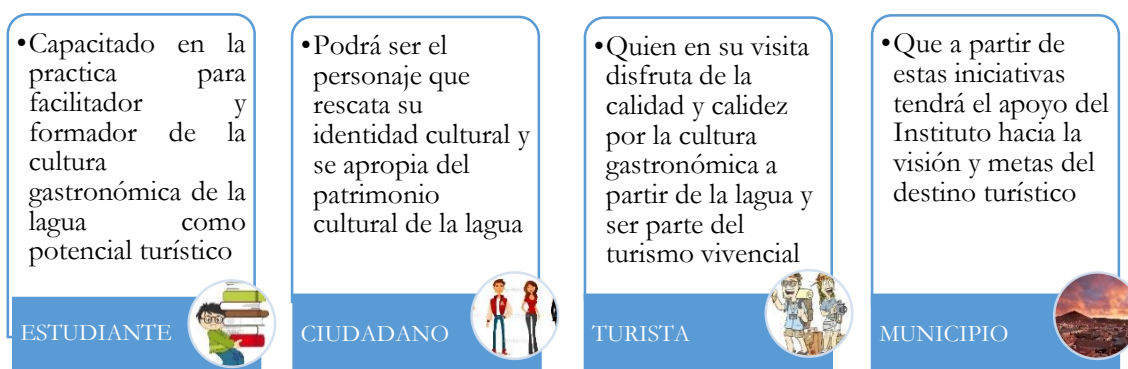 •Capacitado en la
practica para
facilitador y
formador de la
cultura
gastronómica de la
lagua como
potencial turístico
ESTUDIANTE
•Podrá ser el
personaje que
rescata su
identidad cultural y
se apropia del
patrimonio
cultural de la lagua
CIUDADANO
•Quien en su visita
disfruta de la
calidad y calidez
por la cultura
gastronómica a
partir de la lagua y
ser parte del
turismo vivencial
TURISTA
•Que a partir de
estas iniciativas
tendrá el apoyo del
Instituto hacia la
visión y metas del
destino turístico
MUNICIPIO